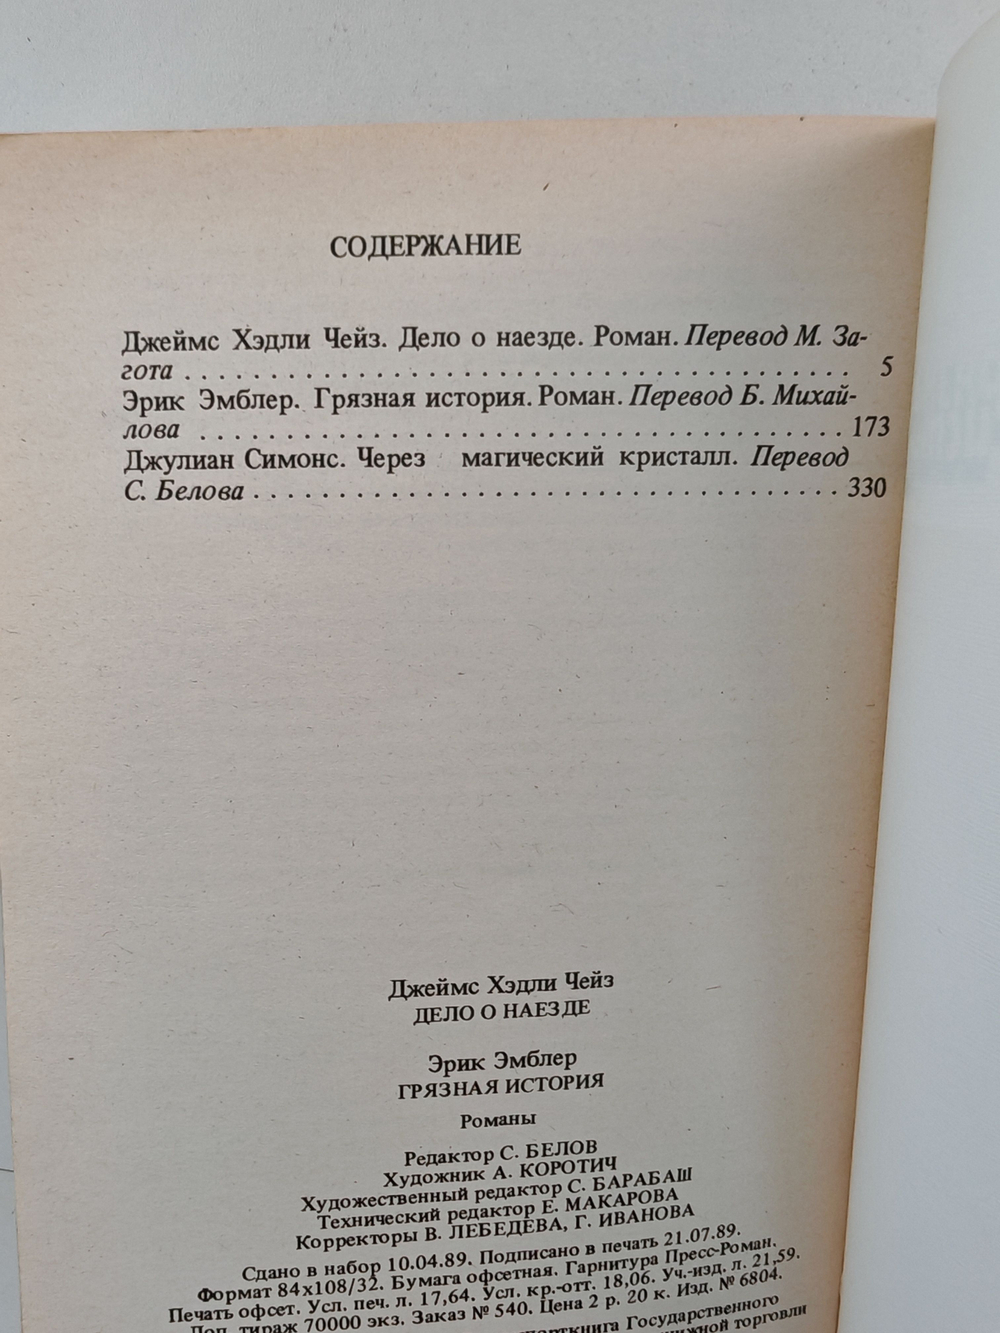 СОДЕРЖАНИЕ
Джеймс Хэдли Чейз. Дело о наезде. Роман. Перевод М. За-
гота . . . . . . . . . . . . . . . . . . . . . . . . . . . . . . . . . . . . . . . . 5
Эрик Эмблер. Грязная история. Роман. Перевод Б. Михай-
лова . . . . . . . . . . . . . . . . . . . . . . . . . . . . . . . . . . . . . . . 173
Джулиан Симонс. Через магический кристалл. Перевод
С. Белова . . . . . . . . . . . . . . . . . . . . . . . . . . . . . . . . . . . 330
Джеймс Хэдли Чейз
ДЕЛО О НАЕЗДЕ
Эрик Эмблер
ГРЯЗНАЯ ИСТОРИЯ
Романы
Редактор С. БЕЛОВ
Художник А. КОРОТИЧ
Художественный редактор С. БАРАБАШ
Технический редактор Е. МАКАРОВА
Корректоры В. ЛЕБЕДЕВА, Г. ИВАНОВА
Сдано в набор 10.04.89. Подписано в печать 21.07.89.
Формат 84х108/32. Бумага офсетная. Гарнитура Пресс-Роман.
Печать офсет. Усл. печ. л. 17,64. Усл. кр.-отт. 18,06. Уч.-изд. л. 21,59.
Доп. тираж 70000 экз. Заказ № 540. Цена 2 р. 20 к. Изд. № 6804.
Государственного
торговли